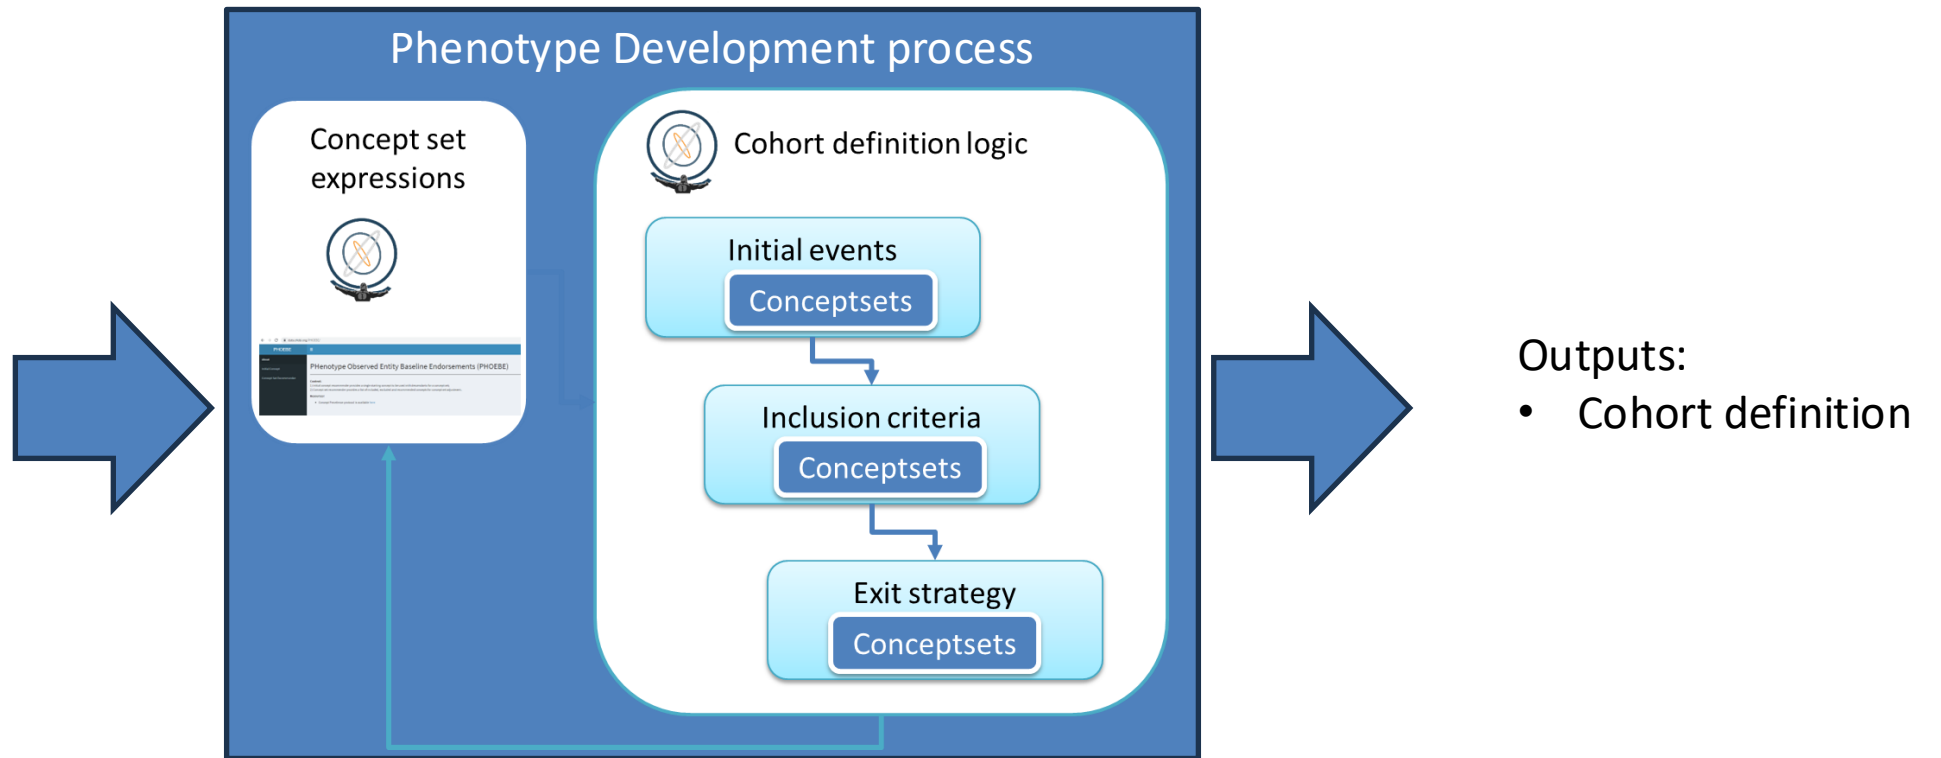 Phenotype Development process
Concept set
expressions
PHOEBE
PHenotype Observed Entity Baseline Endorsements (PHOEBE)
Cohort definition logic
Initial events
Conceptsets
Inclusion criteria
Conceptsets
Exit strategy
Conceptsets
Outputs:
• Cohort definition